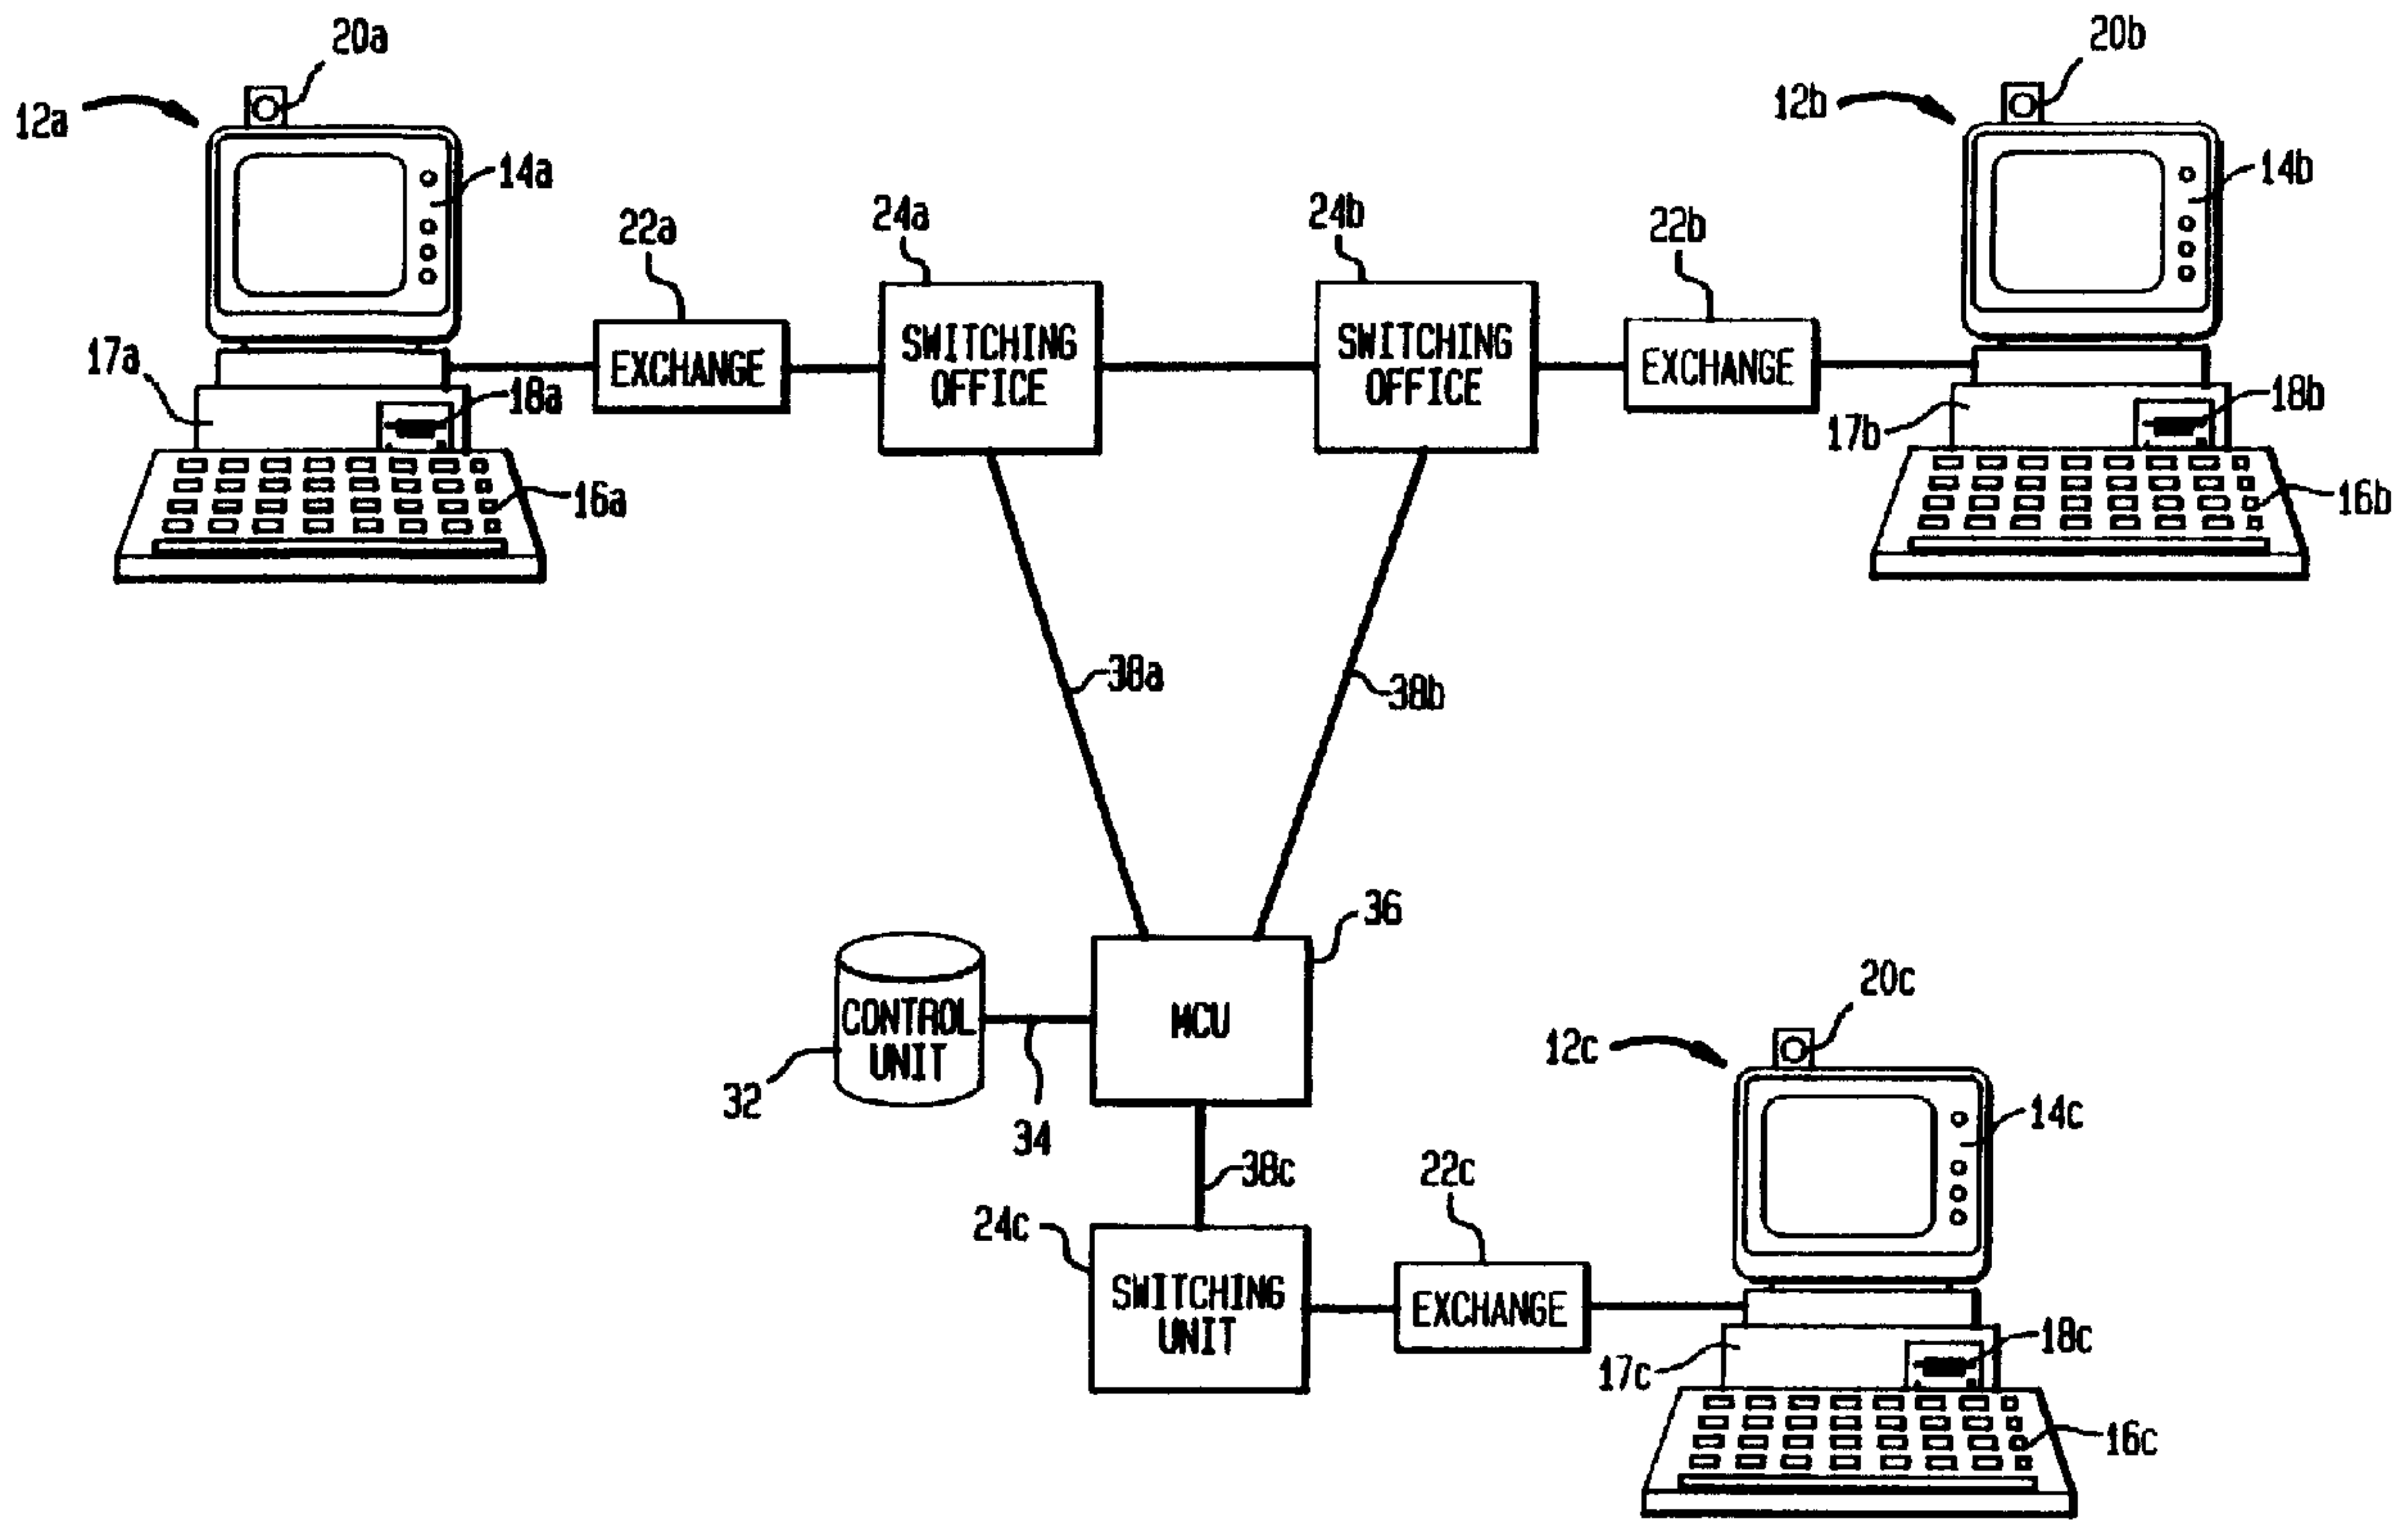 20a
20b
12a
12b
14a
14b
24a
24b
22a
22b
SWITCHING
OFFICE
SWITCHING
OFFICE
EXCHANGE
EXCHANGE
17a
18a
18b
17b
16a
16b
38a
38b
36
20c
CONTROL
UNIT
MCU
12c
32
34
14c
38c
22c
24c
SWITCHING
UNIT
EXCHANGE
18c
17c
16c